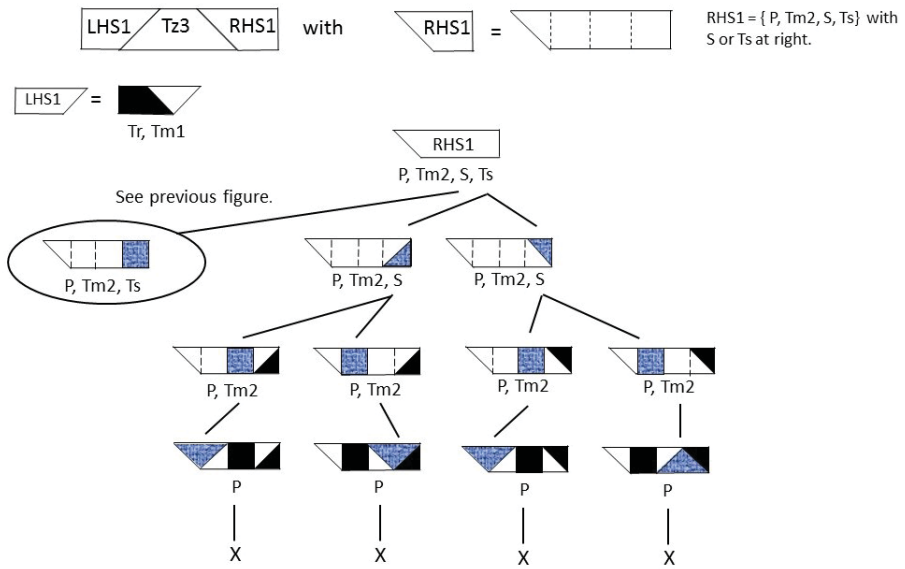 LHS1 Tz3 RHS1 with RHS1 =
RHS1 = { P, Tm2, S, Ts} with
S or Ts at right.
LHS1 =
Tr, Tm1
RHS1
P, Tm2, S, Ts
See previous figure.
P, Tm2, Ts
P, Tm2, S
P, Tm2, S
P, Tm2
P, Tm2
P, Tm2
P, Tm2
P
P
P
P
X
X
X
X